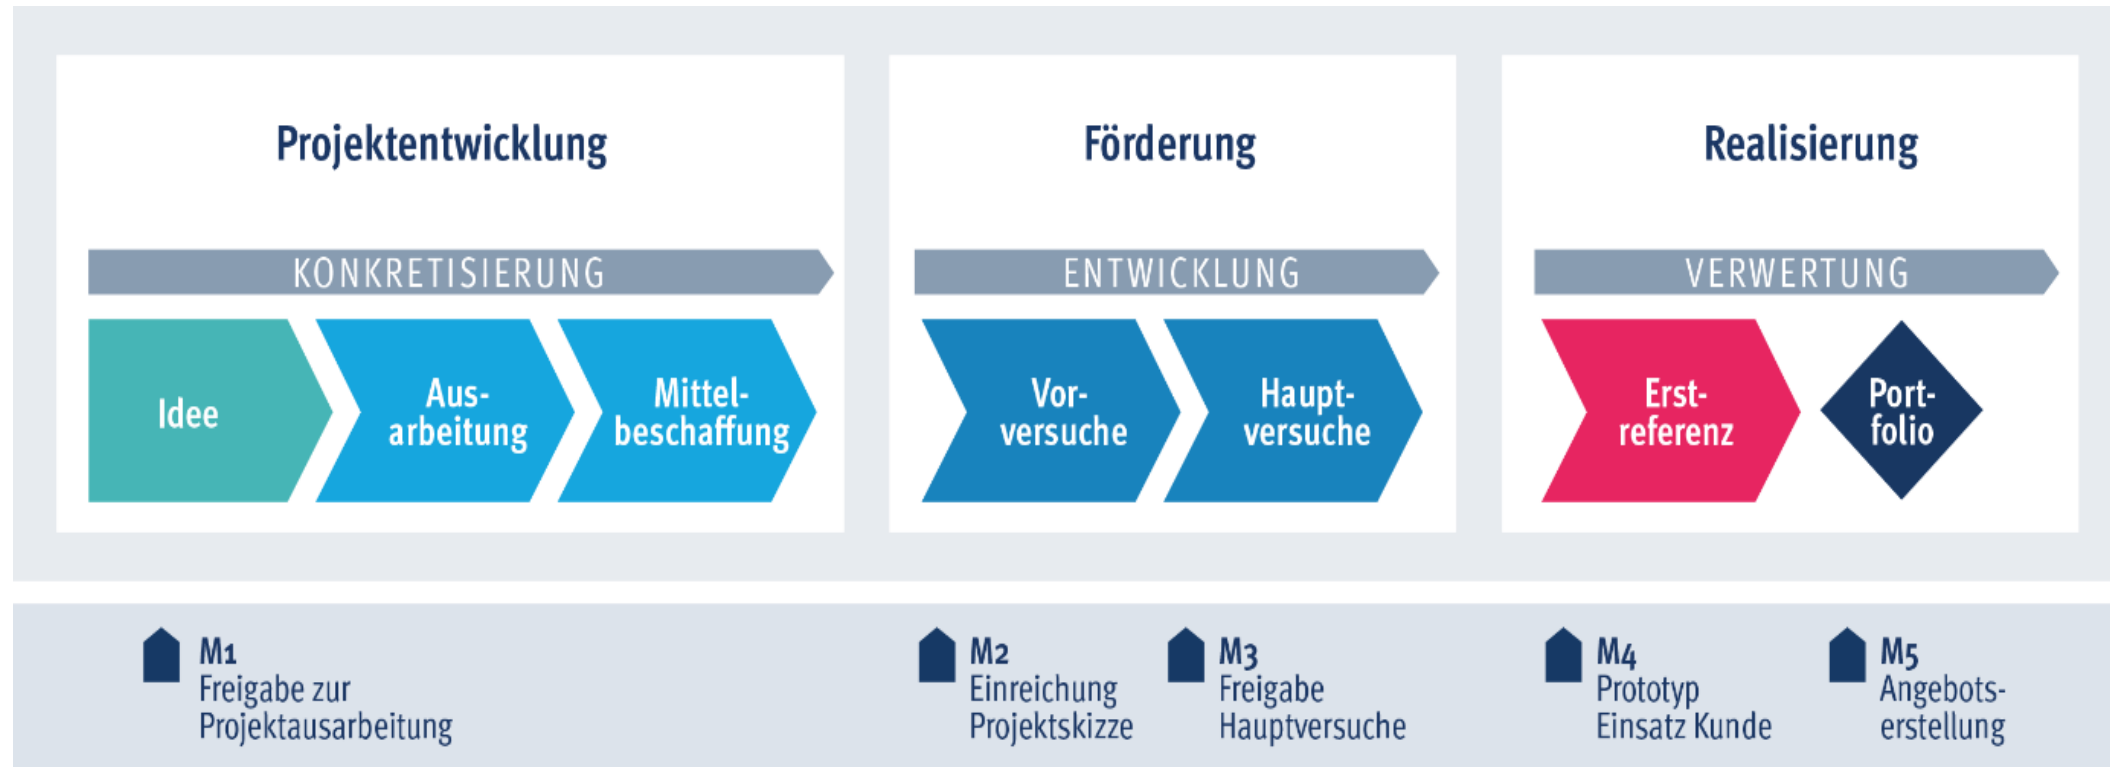 Projektentwicklung
KONKRETISIERUNG
Idee
Aus-
arbeitung
Mittel-
beschaffung
Förderung
ENTWICKLUNG
Vor-
versuche
Haupt-
versuche
Realisierung
VERWERTUNG
Erst-
referenz
Port-
folio
M1
Freigabe zur
Projektausarbeitung
M2
Einreichung
Projektskizze
M3
Freigabe
Hauptversuche
M4
Prototyp
Einsatz Kunde
M5
Angebots-
erstellung